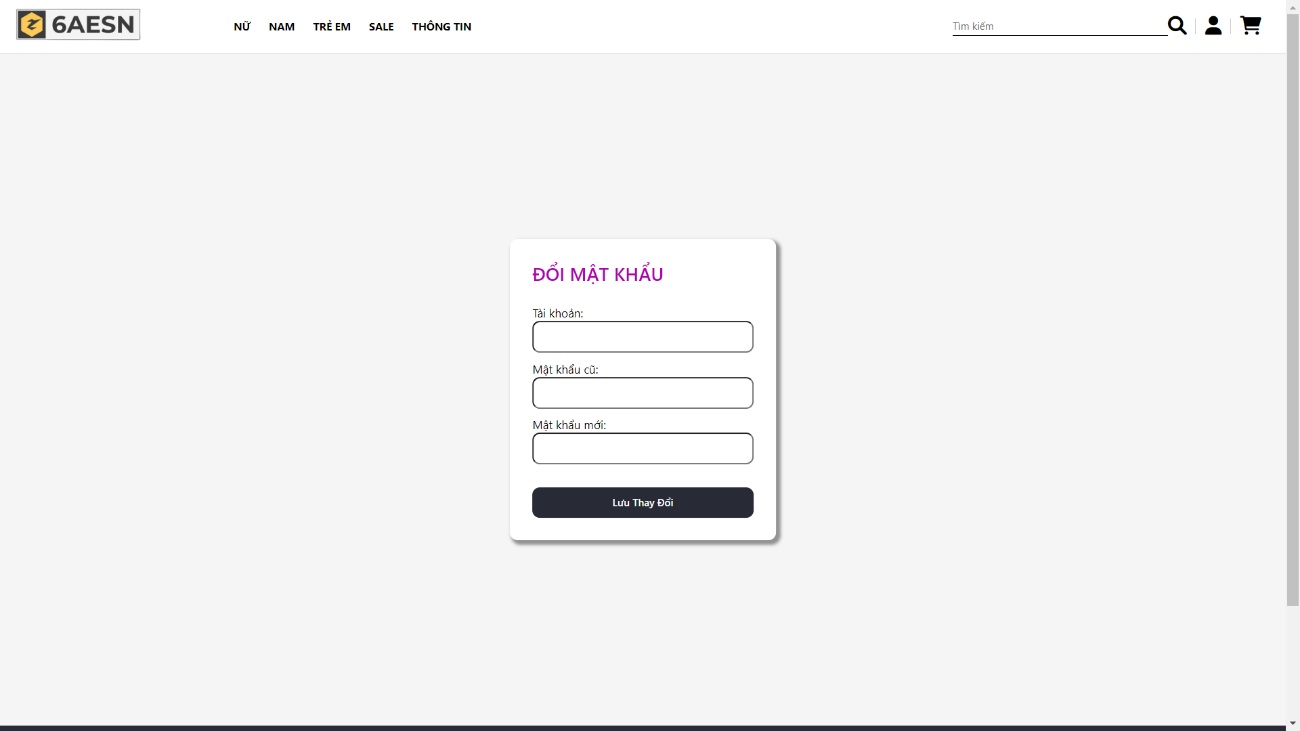 6AESN
NỮ NAM TRẺ EM SALE THÔNG TIN
Tìm kiếm
ĐỔI MẬT KHẨU
Tài khoản:
Mật khẩu cũ:
Mật khẩu mới:
Lưu Thay Đổi